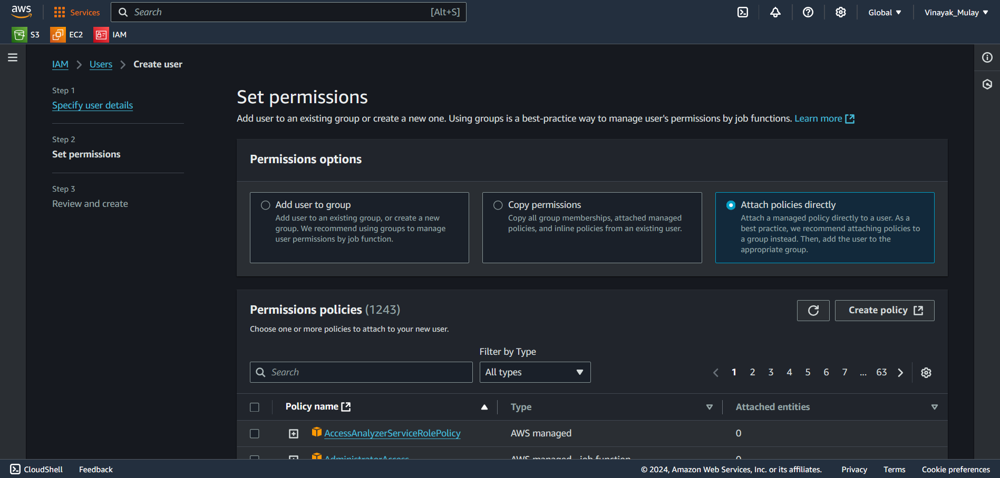 aws
Services
Search
[Alt+S]
Global
Vinayak_Mulay
S3
EC2
IAM
IAM
Users
Create user
Step 1
Specify user details
Step 2
Set permissions
Step 3
Review and create
Set permissions
Add user to an existing group or create a new one. Using groups is a best-practice way to manage user's permissions by job functions. Learn more
Permissions options
Add user to group
Add user to an existing group, or create a new
group. We recommend using groups to manage
user permissions by job function.
Copy permissions
Copy all group memberships, attached managed
policies, and inline policies from an existing user.
Attach policies directly
Attach a managed policy directly to a user. As a
best practice, we recommend attaching policies to
a group instead. Then, add the user to the
appropriate group.
Permissions policies (1243)
Choose one or more policies to attach to your new user.
Create policy
Filter by Type
Search
All types
1 2 3 4 5 6 7 ... 63
Policy name
Type
Attached entities
AccessAnalyzerServiceRolePolicy
AWS managed
0
AdministratorAccess
AWS managed - job function
0
CloudShell
Feedback
© 2024, Amazon Web Services, Inc. or its affiliates.
Privacy
Terms
Cookie preferences